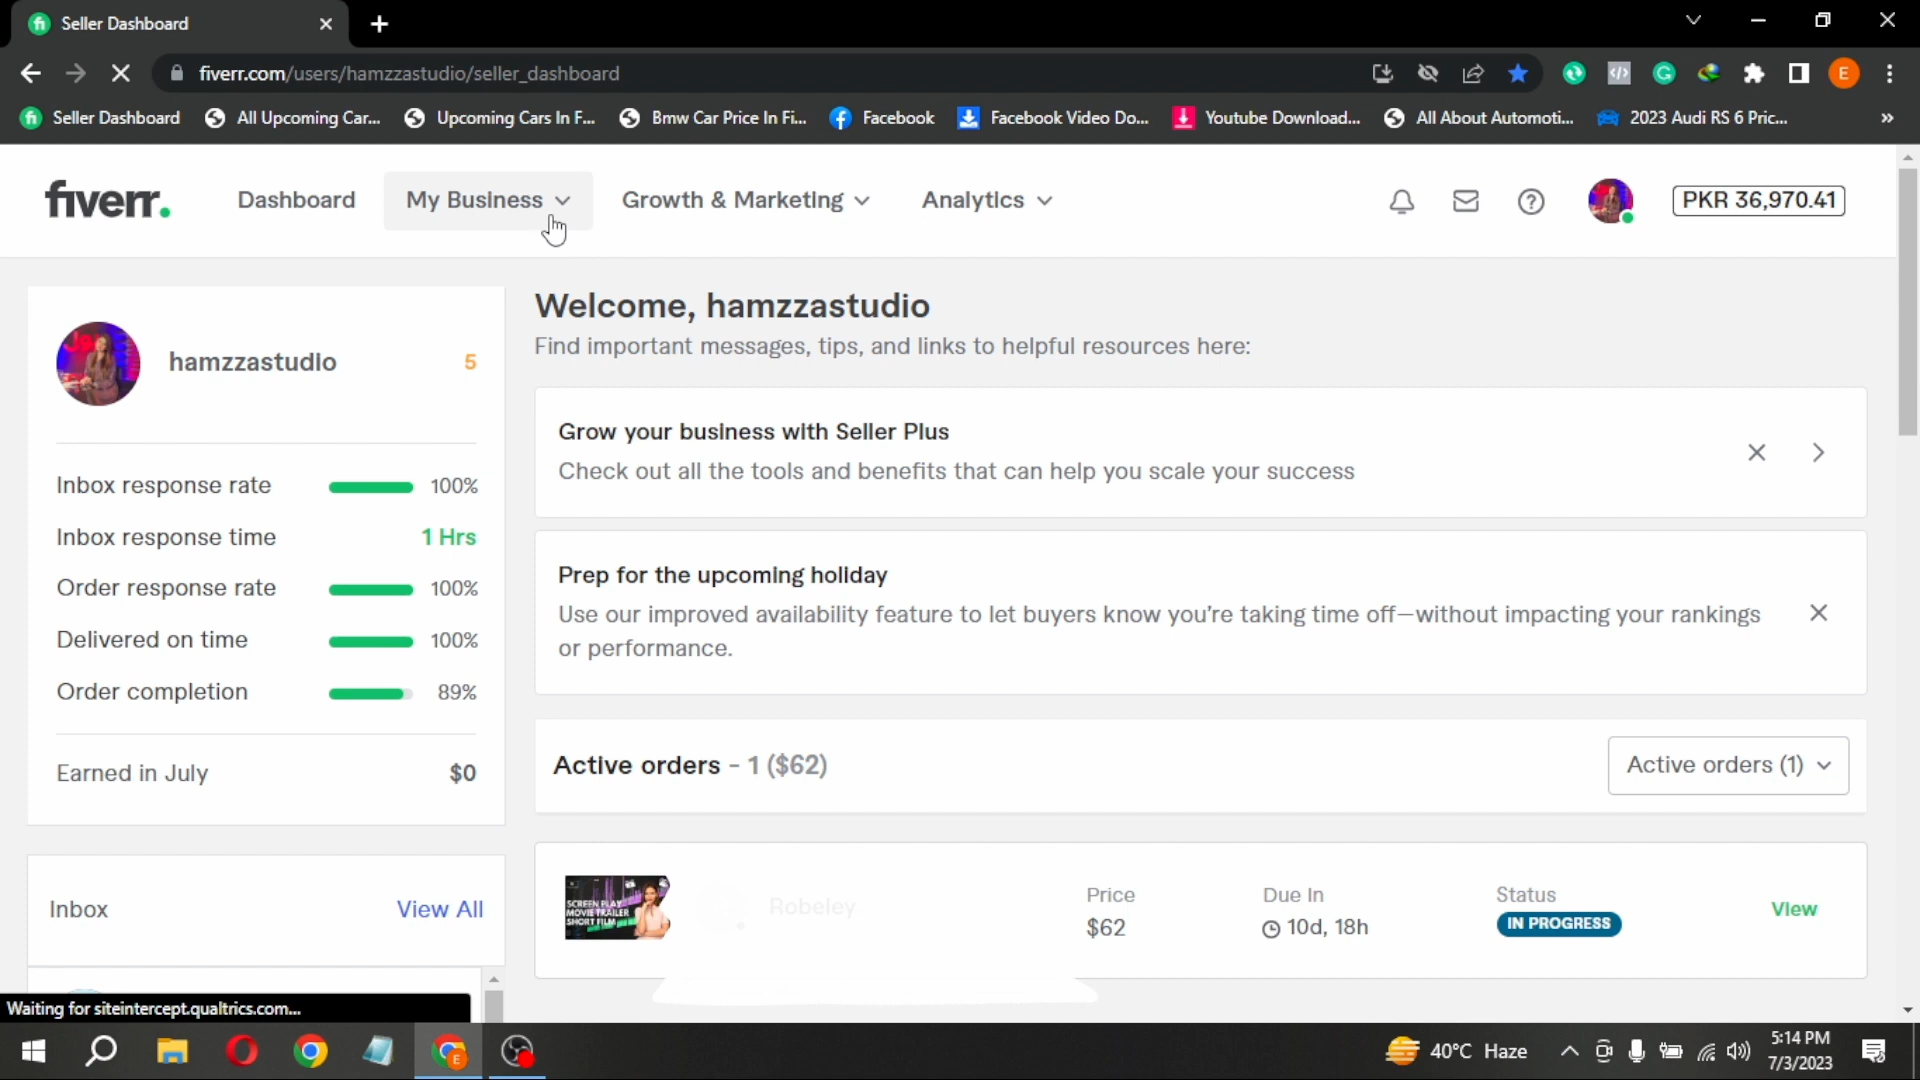 Seller Dashboard
fiverr.com/users/hamzzastudio/seller_dashboard
E
Seller Dashboard
All Upcoming Car...
Upcoming Cars In F...
Bmw Car Price In Fi...
Facebook
Facebook Video Do...
Youtube Download...
All About Automoti...
2023 Audi RS 6 Pric...
fiverr.
Dashboard
My Business
Growth & Marketing
Analytics
PKR 36,970.41
hamzzastudio
5
Inbox response rate 100%
Inbox response time 1 Hrs
Order response rate 100%
Delivered on time 100%
Order completion 89%
Earned in July $0
Inbox View All
Welcome, hamzzastudio
Find important messages, tips, and links to helpful resources here:
Grow your business with Seller Plus
Check out all the tools and benefits that can help you scale your success
Prep for the upcoming holiday
Use our improved availability feature to let buyers know you're taking time off—without impacting your rankings
or performance.
Active orders - 1 ($62)
Active orders (1)
SCREEN PLAY
MOVIE TRAILER
SHORT FILM
Robeley
Price
$62
Due In
10d, 18h
Status
IN PROGRESS
View
Waiting for siteintercept.qualtrics.com...
E
40°C Haze
5:14 PM
7/3/2023